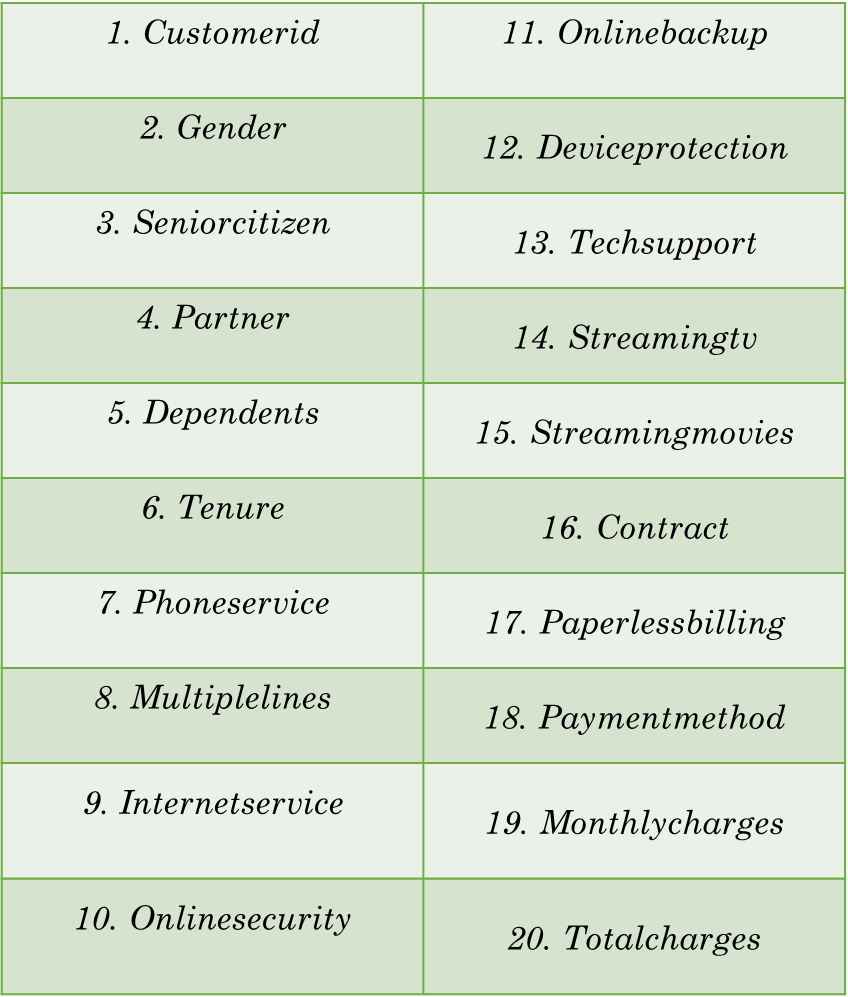 1. Customerid
11. Onlinebackup
2. Gender
12. Deviceprotection
3. Seniorcitizen
13. Techsupport
4. Partner
14. Streamingtv
5. Dependents
15. Streamingmovies
6. Tenure
16. Contract
7. Phoneservice
17. Paperlessbilling
8. Multiplelines
18. Paymentmethod
9. Internetservice
19. Monthlycharges
10. Onlinesecurity
20. Totalcharges